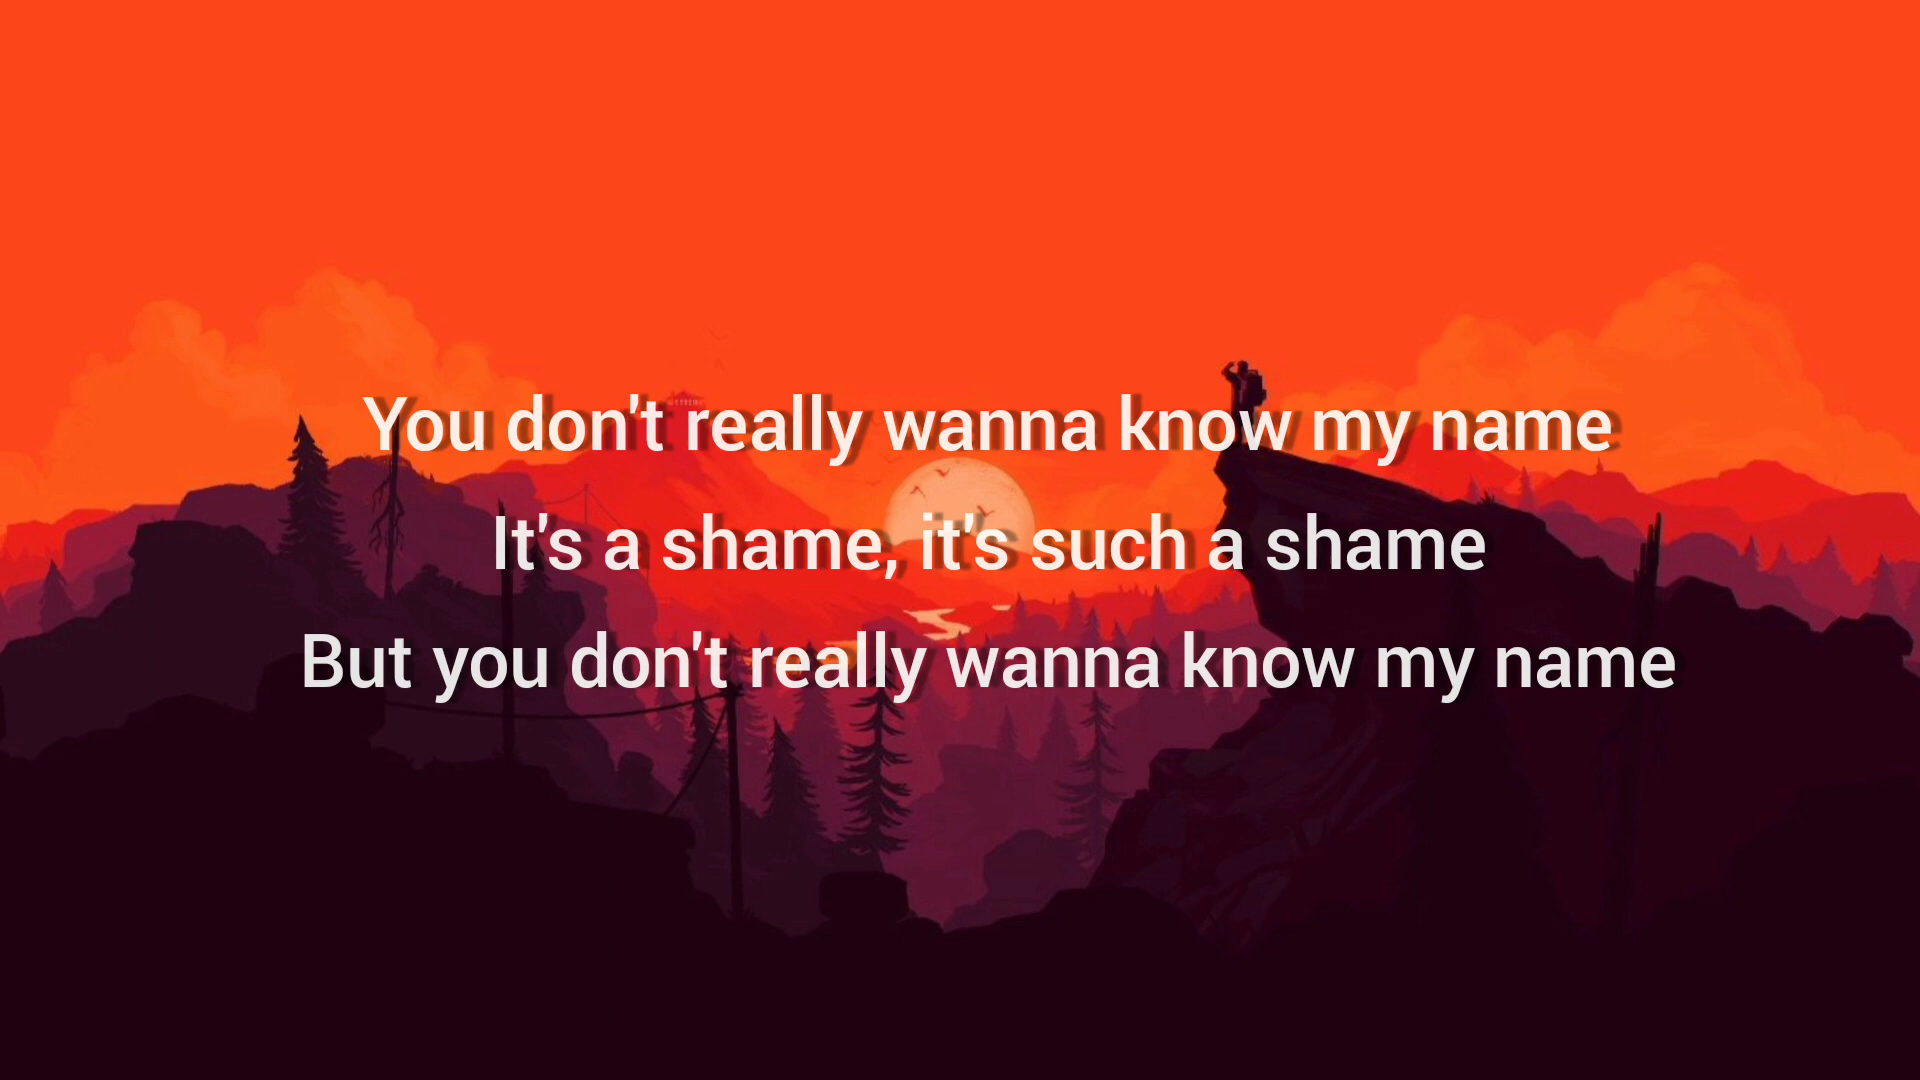 You don't really wanna know my name
It's a shame, it's such a shame
But you don't really wanna know my name